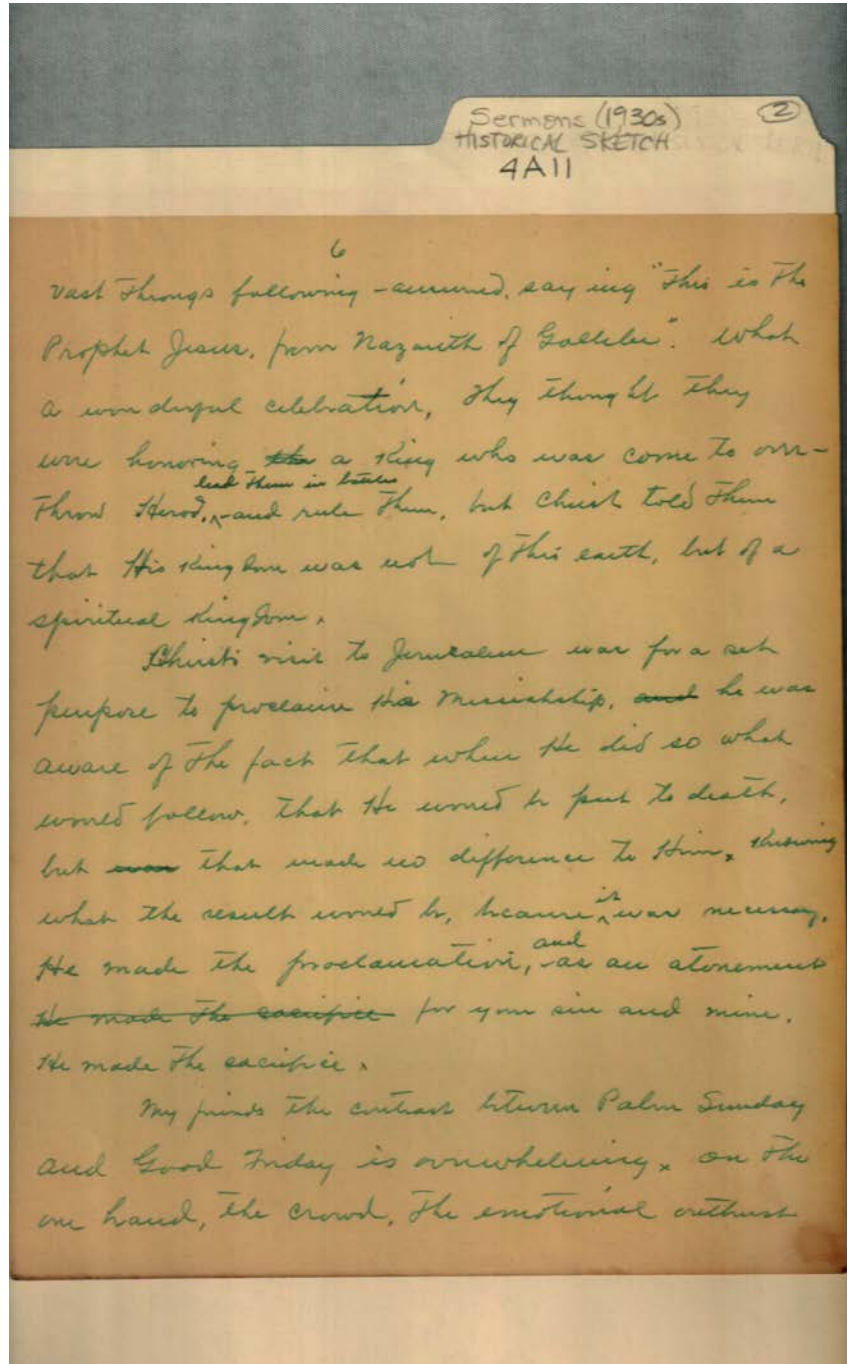 Sermons (1930s) ②
HISTORICAL SKETCH
4A11
6
vast throngs following - answered, saying "This is the
Prophet Jesus, from Nazareth of Gallilee". What
a wonderful celebration, They thought they
were honoring the a King who was come to over-
throw Herod, lead them in battle and rule Them, but Christ told Them
that His Kingdom was not of this earth, but of a
spiritual Kingdom.
Christ's visit to Jerusalem was for a set
purpose to proclaim His Messiahship, and he was
aware of the fact that when He did so what
would follow, that He would be put to death,
but was that made no difference to Him. Knowing
what the result would be, because it was necessary.
He made the proclamation, and as an atonement
He made the sacrifice for your sin and mine.
He made the sacrifice.
My friends the contrast between Palm Sunday
and Good Friday is overwhelming. On the
one hand, the crowd, the emotional outburst